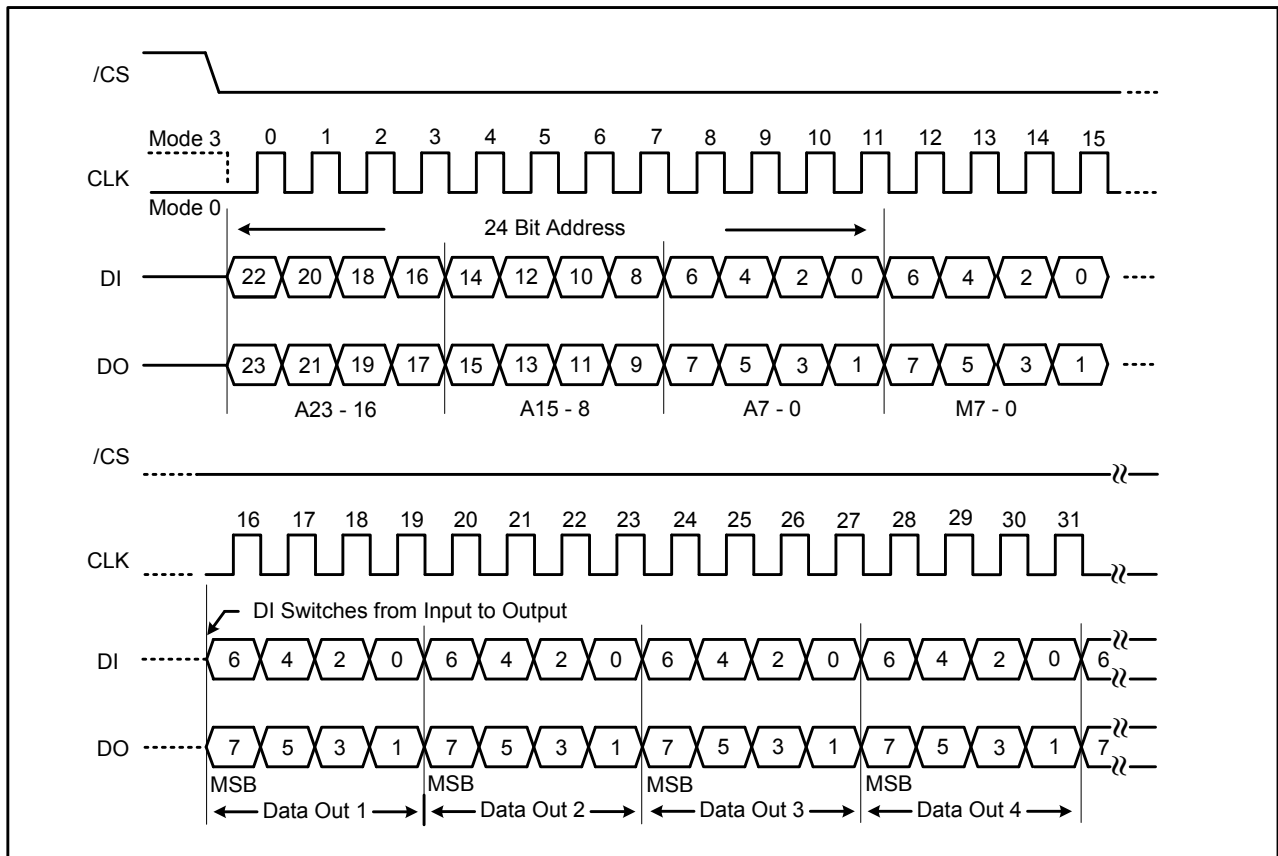 /CS
Mode 3 0 1 2 3 4 5 6 7 8 9 10 11 12 13 14 15
CLK
Mode 0
24 Bit Address
DI 22 20 18 16 14 12 10 8 6 4 2 0 6 4 2 0
DO 23 21 19 17 15 13 11 9 7 5 3 1 7 5 3 1
A23 - 16 A15 - 8 A7 - 0 M7 - 0
/CS
16 17 18 19 20 21 22 23 24 25 26 27 28 29 30 31
CLK
DI Switches from Input to Output
DI 6 4 2 0 6 4 2 0 6 4 2 0 6 4 2 0 6
DO 7 5 3 1 7 5 3 1 7 5 3 1 7 5 3 1 7
MSB MSB MSB MSB
Data Out 1 Data Out 2 Data Out 3 Data Out 4